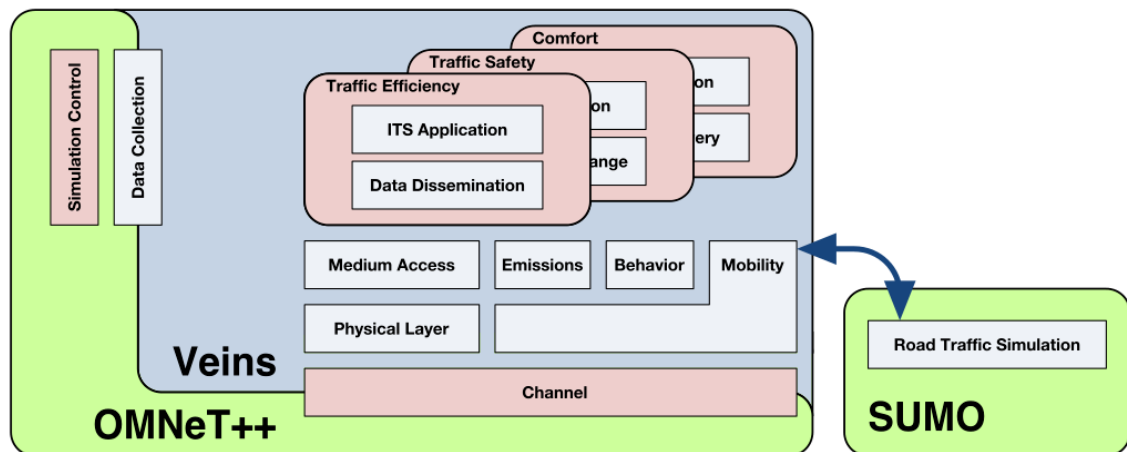 Comfort
Traffic Safety
Traffic Efficiency
ITS Application
Data Dissemination
Simulation Control
Data Collection
Medium Access
Emissions
Behavior
Mobility
Physical Layer
Road Traffic Simulation
Veins
Channel
OMNeT++
SUMO